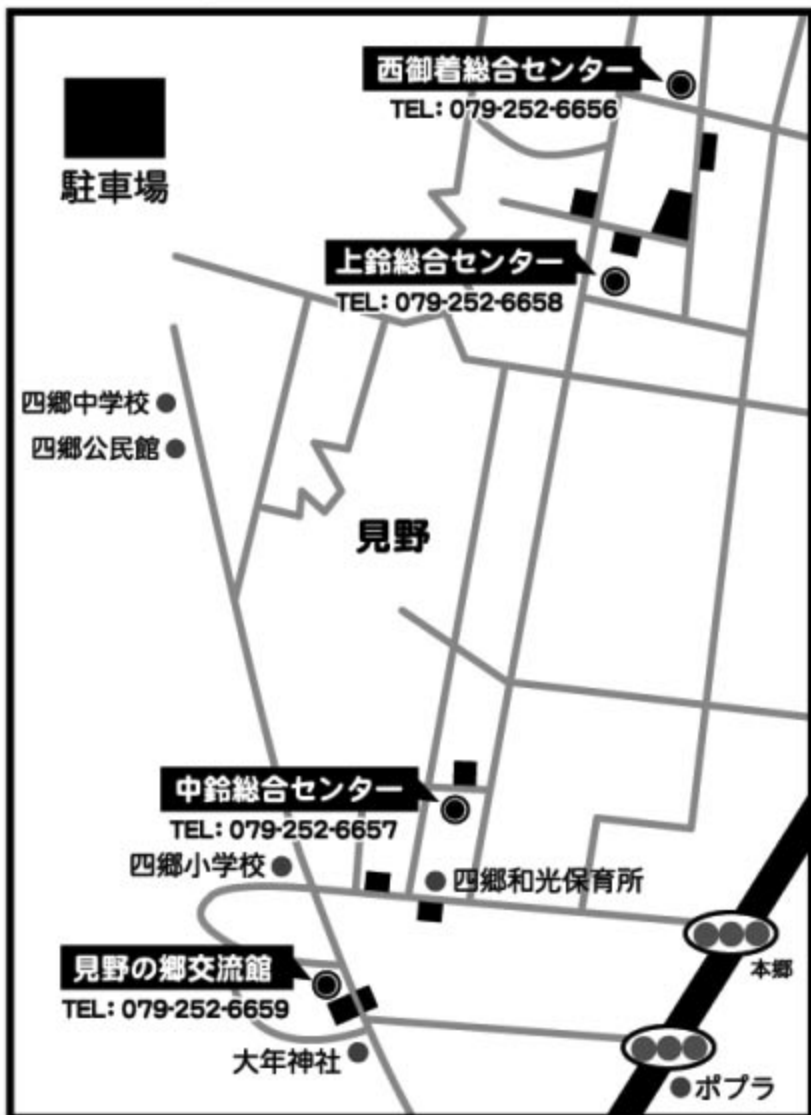 西御着総合センター
TEL: 079-252-6656
駐車場
上鈴総合センター
TEL: 079-252-6658
四郷中学校
四郷公民館
見野
中鈴総合センター
TEL: 079-252-6657
四郷小学校
四郷和光保育所
見野の郷交流館
本郷
TEL: 079-252-6659
大年神社
ポプラ